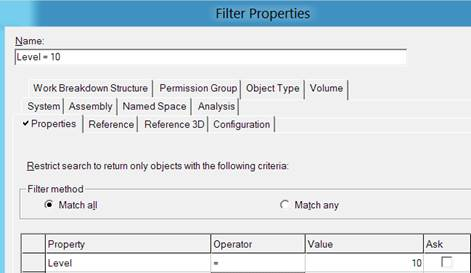 Filter Properties
Name:
Level = 10
Work Breakdown Structure Permission Group Object Type Volume
System Assembly Named Space Analysis
Properties Reference Reference 3D Configuration
Restrict search to return only objects with the following criteria:
Filter method
Match all Match any
Property Operator Value Ask
Level = 10